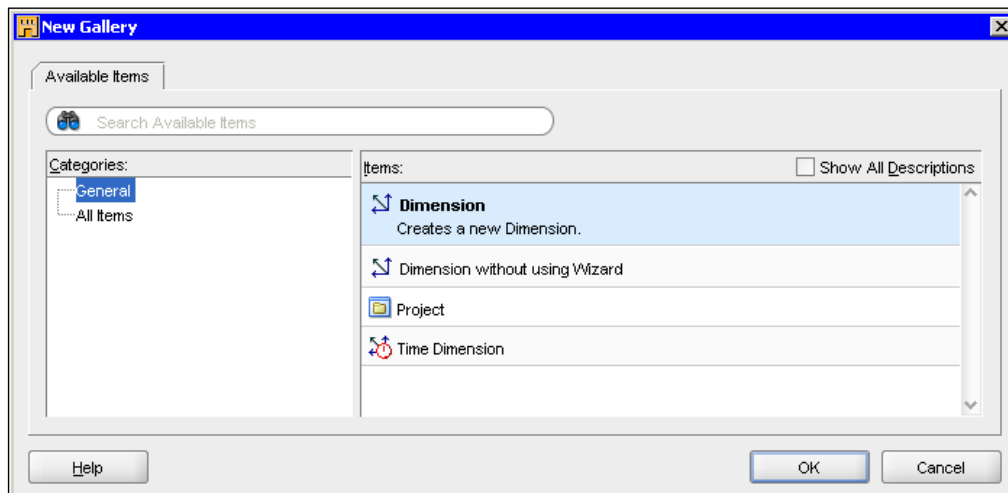 New Gallery
Available Items
Search Available Items
Categories:
General
All Items
Items:
Show All Descriptions
Dimension
Creates a new Dimension.
Dimension without using Wizard
Project
Time Dimension
Help
OK
Cancel